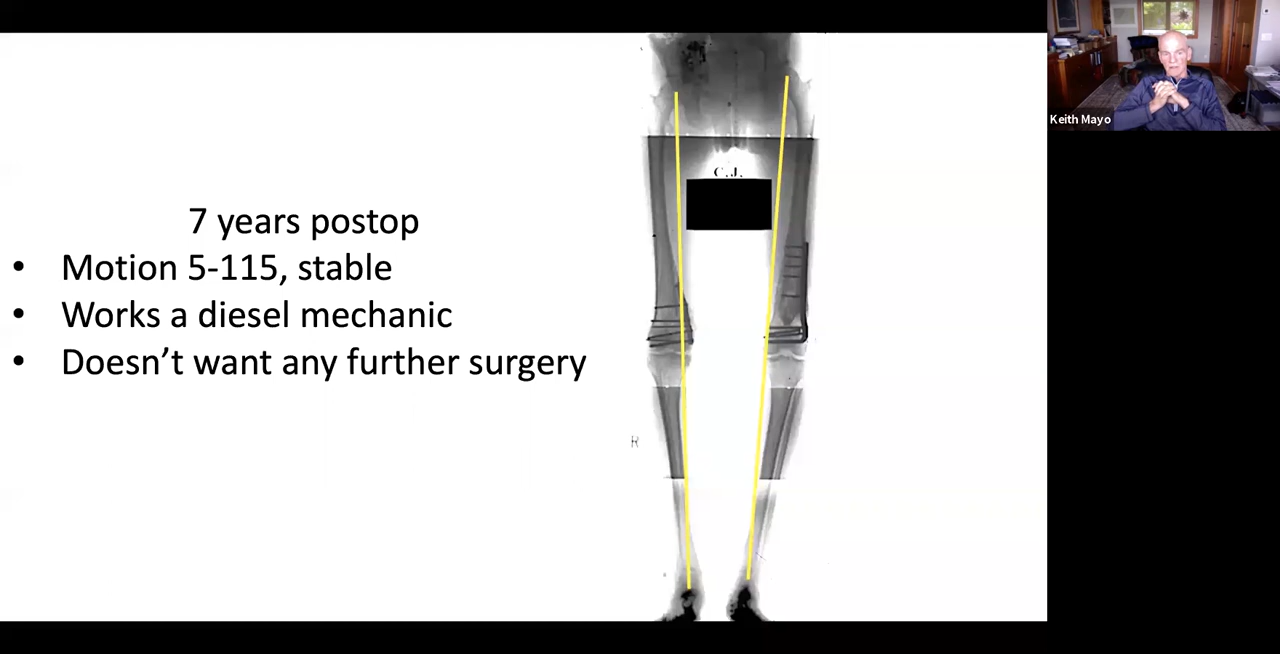 7 years postop
• Motion 5-115, stable
• Works a diesel mechanic
• Doesn’t want any further surgery
C.J.
R
Keith Mayo